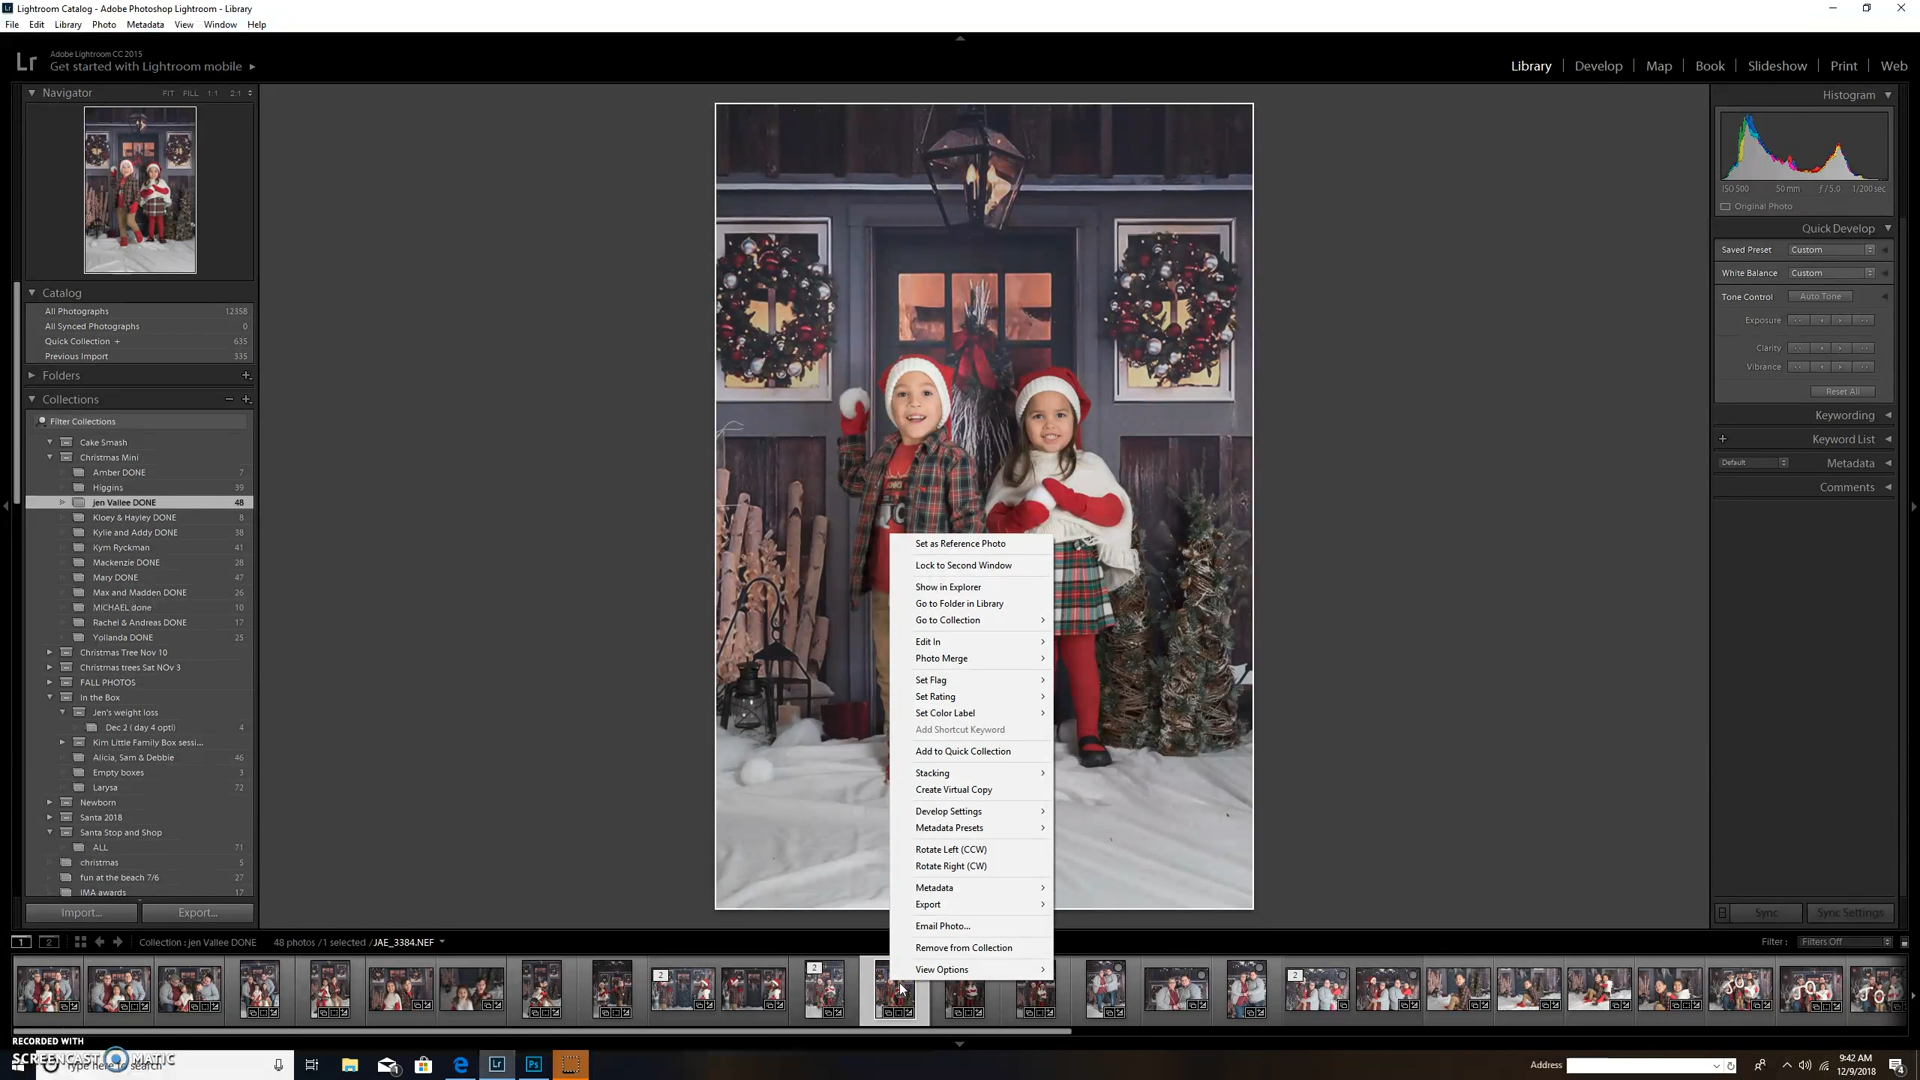 Lightroom Catalog - Adobe Photoshop Lightroom - Library
File Edit Library Photo Metadata View Window Help
Lr
Adobe Lightroom CC 2015
Get started with Lightroom mobile
Library | Develop | Map | Book | Slideshow | Print | Web
Navigator FIT FILL 1:1 2:1
Catalog
All Photographs 12358
All Synced Photographs 0
Quick Collection + 635
Previous Import 335
Folders
Collections
Filter Collections
Cake Smash
Christmas Mini
Amber DONE 7
Higgins 39
jen Vallee DONE 48
Kloey & Hayley DONE 8
Kylie and Addy DONE 38
Kym Ryckman 41
Mackenzie DONE 28
Mary DONE 47
Max and Madden DONE 26
MICHAEL done 10
Rachel & Andreas DONE 17
Yolianda DONE 25
Christmas Tree Nov 10
Christmas trees Sat NOv 3
FALL PHOTOS
In the Box
Jen's weight loss
Dec 2 ( day 4 opti) 4
Kim Little Family Box sessi...
Alicia, Sam & Debbie 46
Empty boxes 3
Larysa 72
Newborn
Santa 2018
Santa Stop and Shop
ALL 71
christmas 5
fun at the beach 7/6 27
IMA awards 17
Import... Export...
Set as Reference Photo
Lock to Second Window
Show in Explorer
Go to Folder in Library
Go to Collection
Edit In
Photo Merge
Set Flag
Set Rating
Set Color Label
Add Shortcut Keyword
Add to Quick Collection
Stacking
Create Virtual Copy
Develop Settings
Metadata Presets
Rotate Left (CCW)
Rotate Right (CW)
Metadata
Export
Email Photo...
Remove from Collection
View Options
Histogram
ISO 500 50 mm ƒ / 5.0 1/200 sec
Original Photo
Quick Develop
Saved Preset Custom
White Balance Custom
Tone Control Auto Tone
Exposure
Clarity
Vibrance
Reset All
Keywording
Keyword List
Default Metadata
Comments
Sync Sync Settings
1 2 Collection : jen Vallee DONE 48 photos / 1 selected / JAE_3384.NEF Filter : Filters Off
2 2 2
RECORDED WITH
SCREENCAST MATIC
Type here to search
Lr Ps
Address
9:42 AM
12/9/2018
4